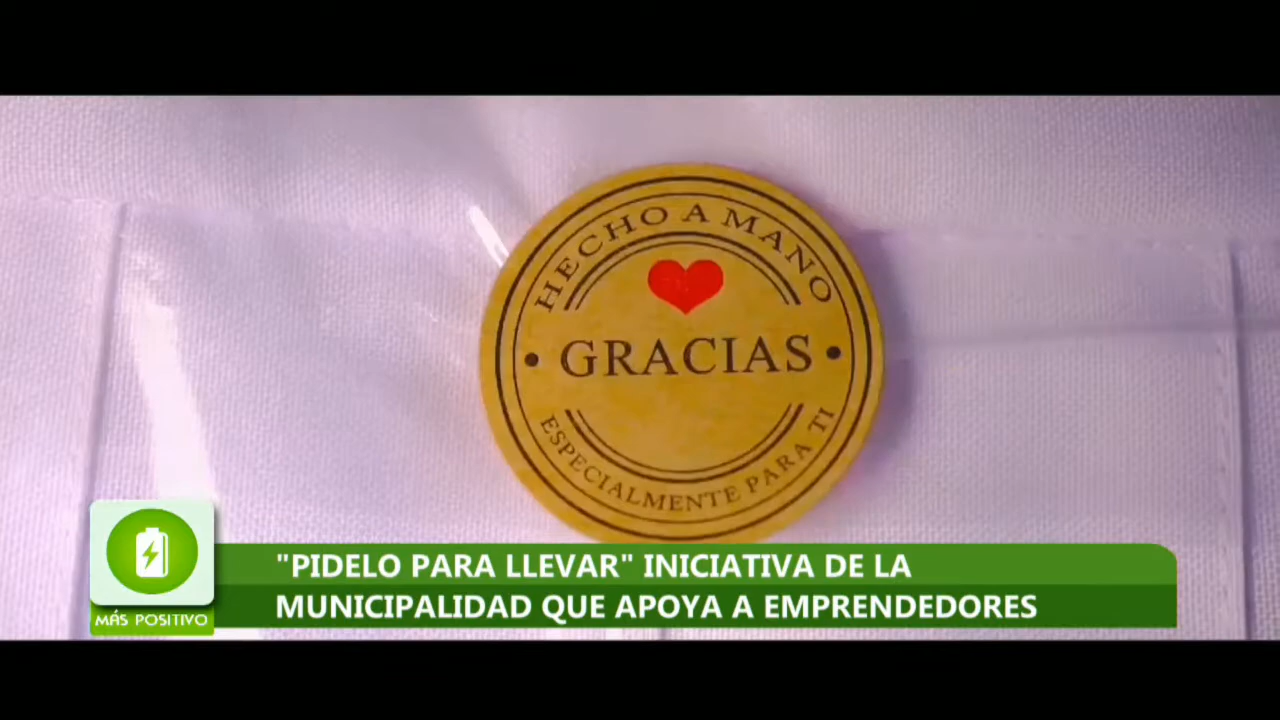 HECHO A MANO
GRACIAS
ESPECIALMENTE PARA TI
"PIDELO PARA LLEVAR" INICIATIVA DE LA
MUNICIPALIDAD QUE APOYA A EMPRENDEDORES
MÁS POSITIVO